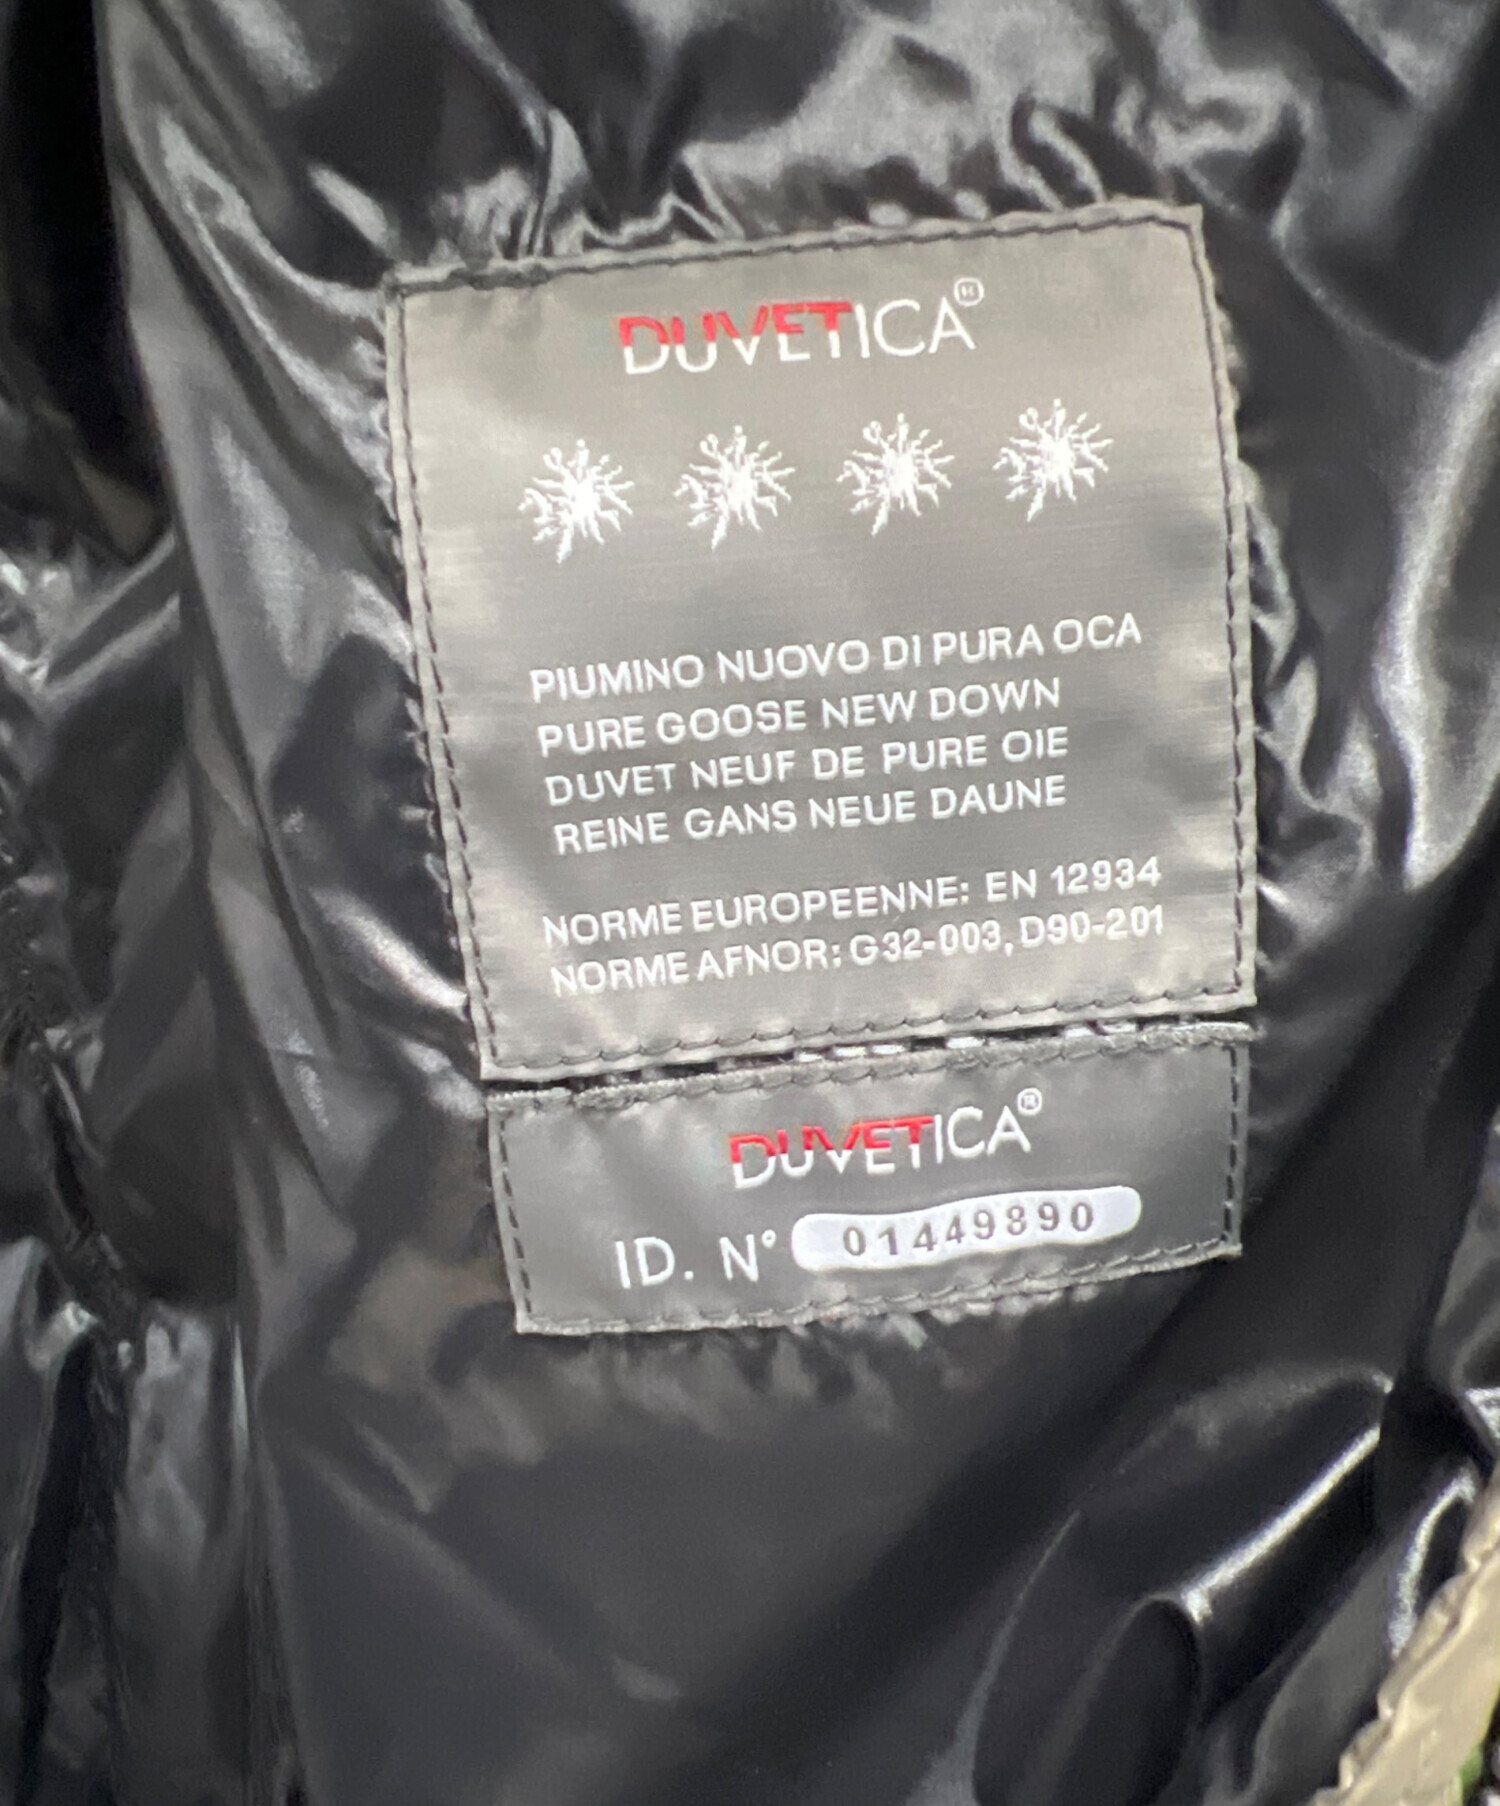 DUVETICA®
PIUMINO NUOVO DI PURA OCA
PURE GOOSE NEW DOWN
DUVET NEUF DE PURE OIE
REINE GANS NEUE DAUNE
NORME EUROPEENNE: EN 12934
NORME AFNOR: G32-003, D90-201
DUVETICA®
ID. N° 01449890